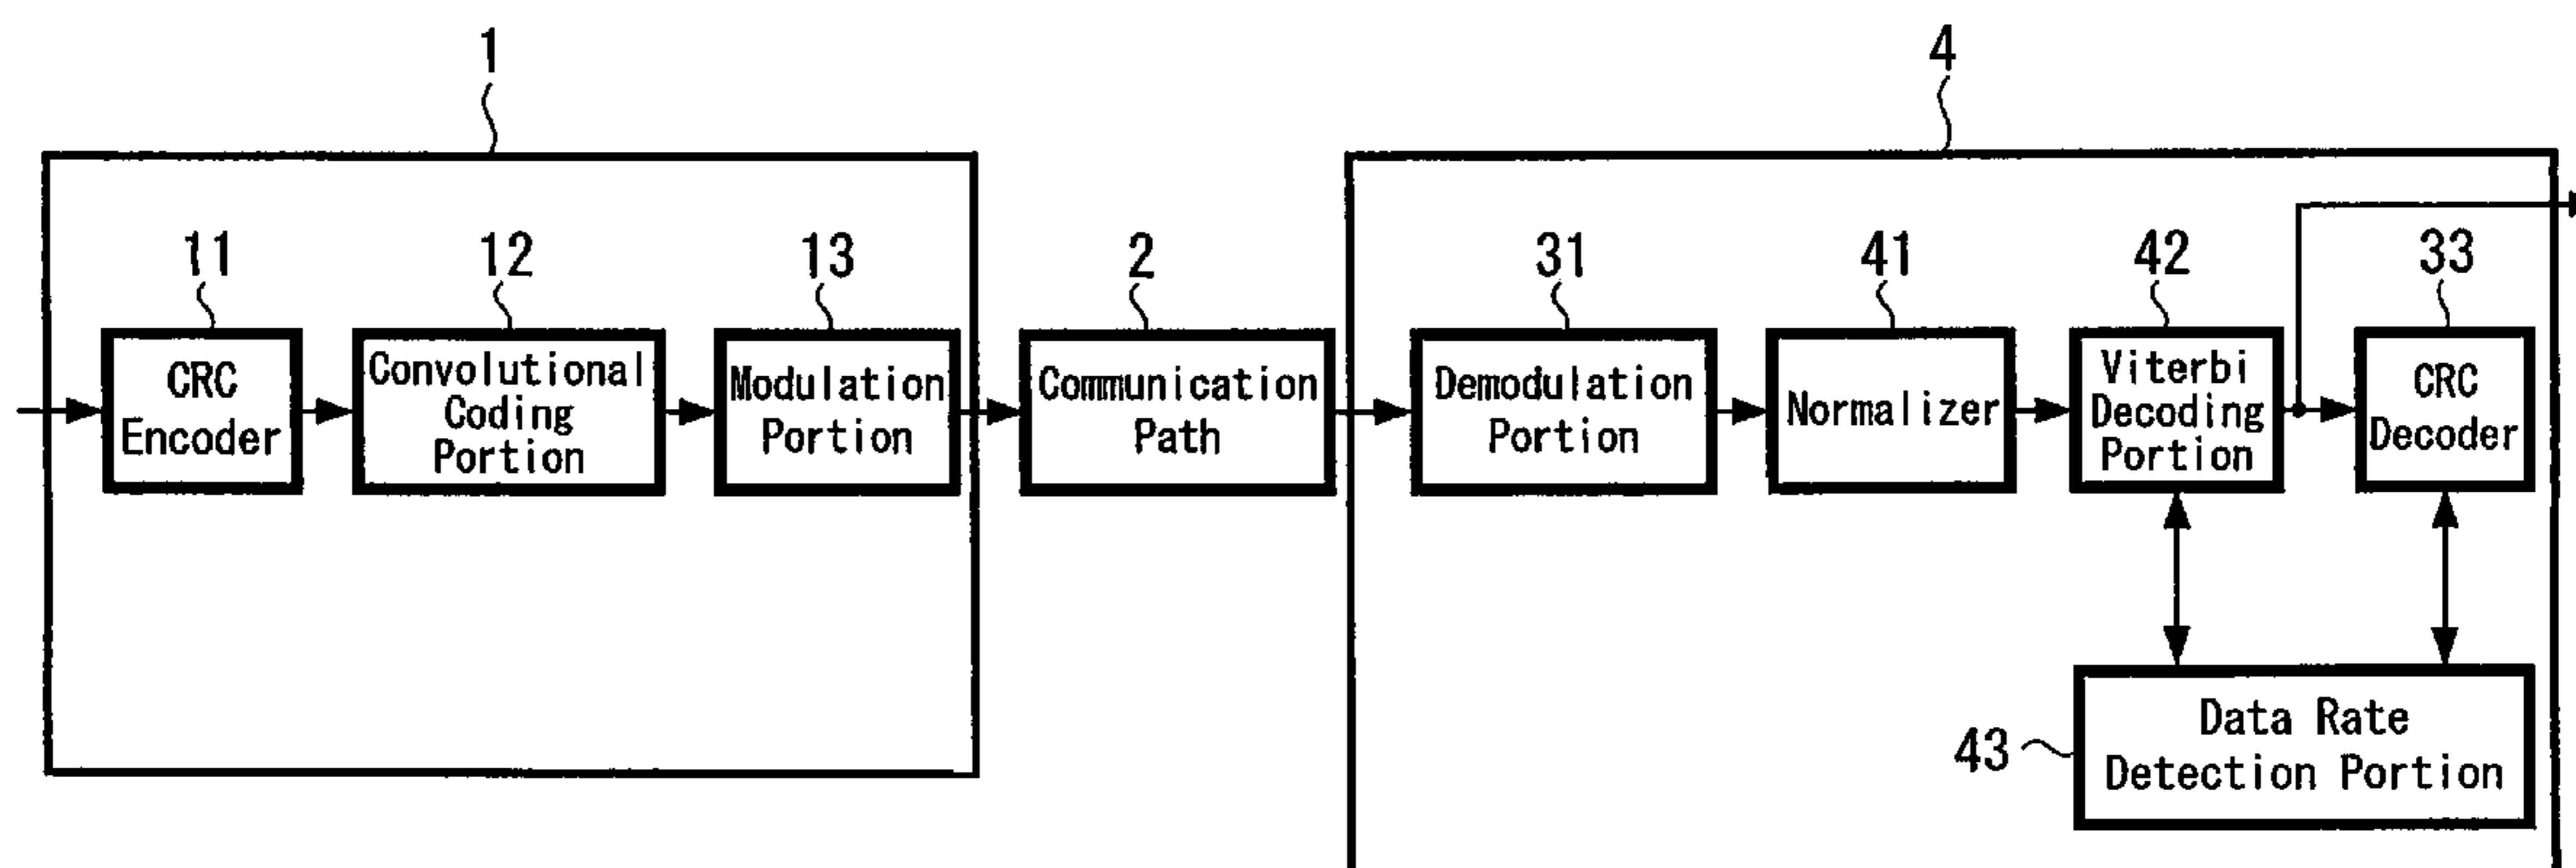 1
4
11
12
13
2
31
41
42
33
CRC
Encoder
Convolutional
Coding
Portion
Modulation
Portion
Communication
Path
Demodulation
Portion
Normalizer
Viterbi
Decoding
Portion
CRC
Decoder
43
Data Rate
Detection Portion